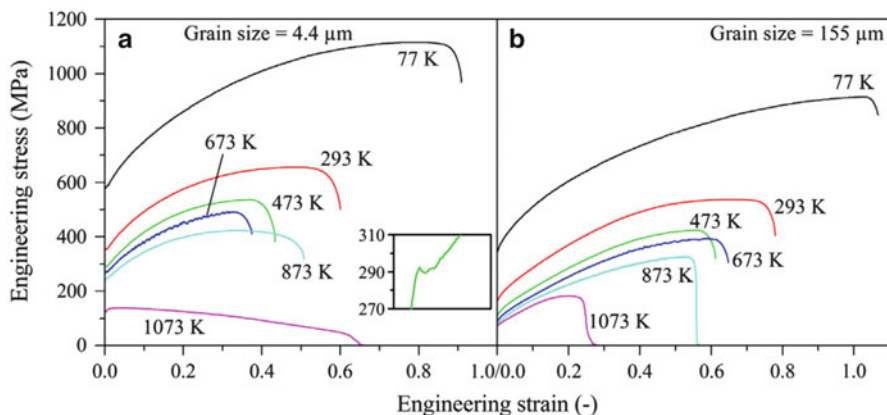 a
Grain size = 4.4 µm
77 K
673 K
293 K
473 K
873 K
1073 K
310
290
270
b
Grain size = 155 µm
77 K
293 K
473 K
673 K
873 K
1073 K
1200
1000
800
600
400
200
0
Engineering stress (MPa)
0.0 0.2 0.4 0.6 0.8 1.0/0.0 0.2 0.4 0.6 0.8 1.0
Engineering strain (-)